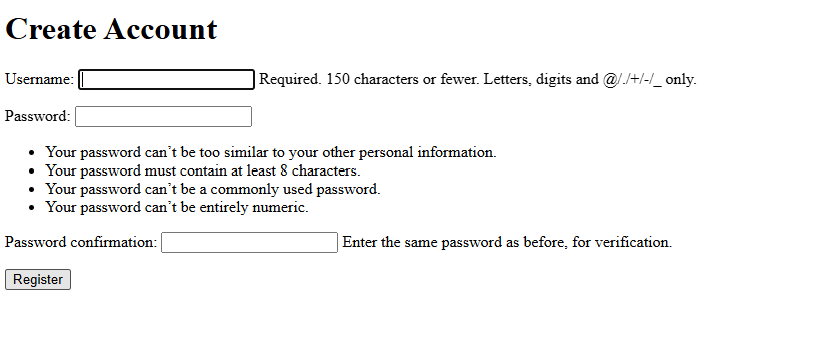 Create Account
Username: Required. 150 characters or fewer. Letters, digits and @/./+/-/_ only.
Password:
• Your password can’t be too similar to your other personal information.
• Your password must contain at least 8 characters.
• Your password can’t be a commonly used password.
• Your password can’t be entirely numeric.
Password confirmation: Enter the same password as before, for verification.
Register